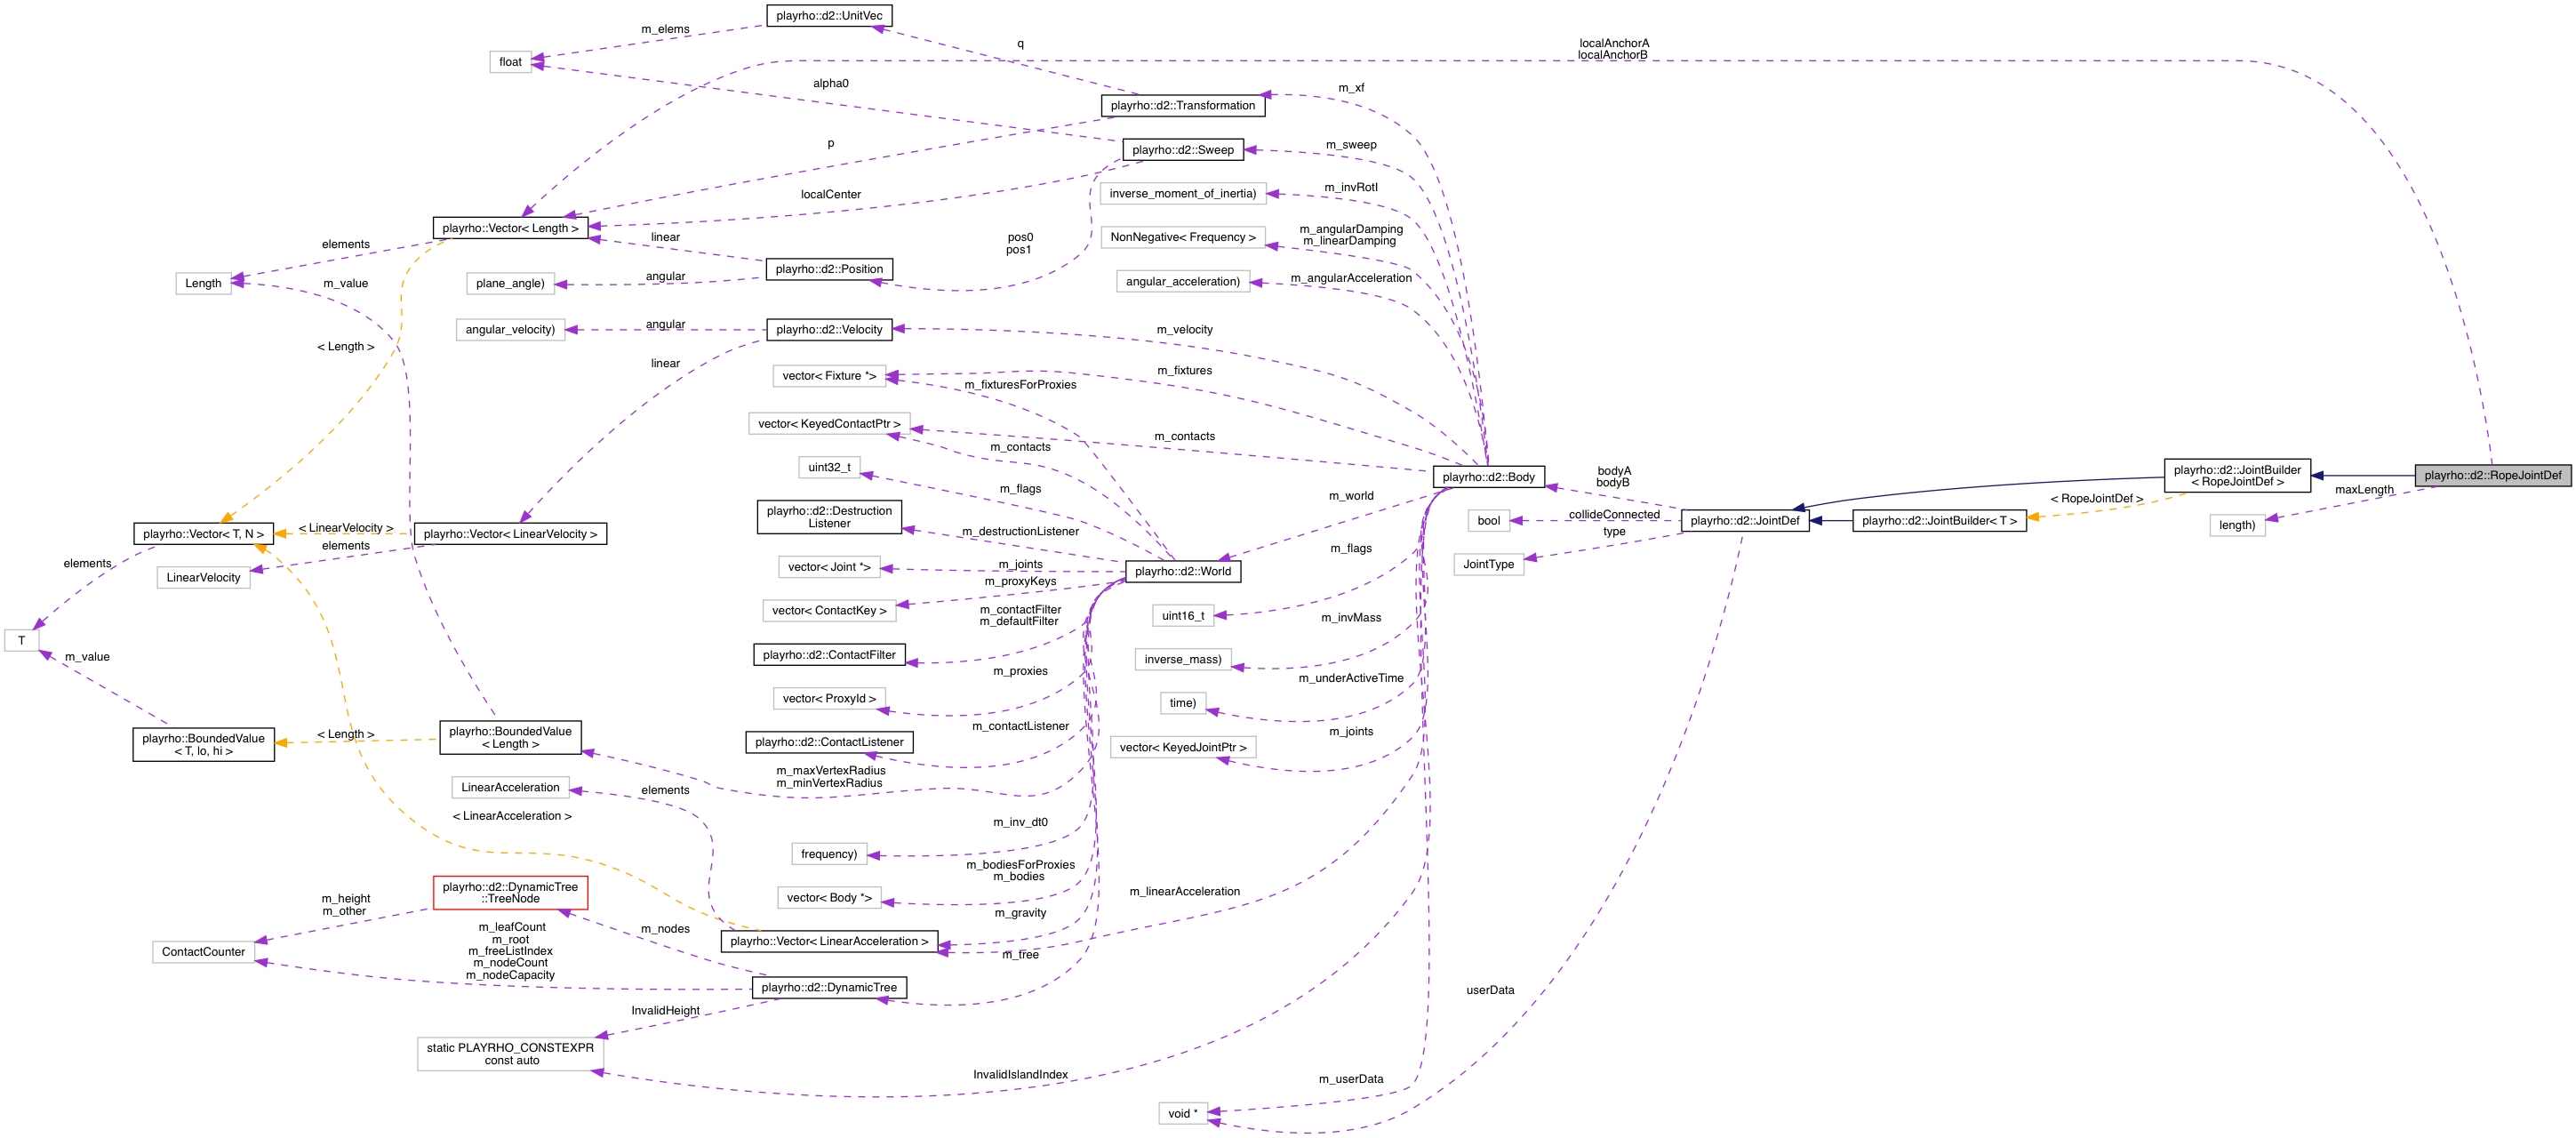 playrho::d2::UnitVec
m_elems
q
localAnchorA
localAnchorB
float
alpha0
m_xf
playrho::d2::Transformation
p
playrho::d2::Sweep
m_sweep
localCenter
inverse_moment_of_inertia)
m_invRotI
playrho::Vector< Length >
elements
linear
pos0
pos1
NonNegative< Frequency >
m_angularDamping
m_linearDamping
playrho::d2::Position
Length
m_value
plane_angle)
angular
angular_acceleration)
m_angularAcceleration
angular_velocity)
angular
playrho::d2::Velocity
m_velocity
< Length >
linear
vector< Fixture *>
m_fixturesForProxies
m_fixtures
vector< KeyedContactPtr >
m_contacts
m_contacts
uint32_t
m_flags
playrho::d2::Body
bodyA
bodyB
playrho::d2::JointBuilder
< RopeJointDef >
playrho::d2::RopeJointDef
maxLength
m_world
< RopeJointDef >
playrho::d2::Destruction
Listener
m_destructionListener
bool
collideConnected
playrho::d2::JointDef
playrho::d2::JointBuilder< T >
length)
type
playrho::Vector< T, N >
< LinearVelocity >
playrho::Vector< LinearVelocity >
elements
elements
LinearVelocity
vector< Joint *>
m_joints
playrho::d2::World
m_flags
JointType
m_proxyKeys
vector< ContactKey >
m_contactFilter
m_defaultFilter
uint16_t
m_invMass
T
m_value
playrho::d2::ContactFilter
inverse_mass)
m_proxies
m_underActiveTime
vector< ProxyId >
time)
playrho::BoundedValue
< T, lo, hi >
< Length >
playrho::BoundedValue
< Length >
playrho::d2::ContactListener
m_contactListener
vector< KeyedJointPtr >
m_joints
m_maxVertexRadius
m_minVertexRadius
LinearAcceleration
elements
< LinearAcceleration >
m_inv_dt0
frequency)
m_bodiesForProxies
m_bodies
playrho::d2::DynamicTree
::TreeNode
m_height
m_other
vector< Body *>
m_linearAcceleration
m_gravity
m_leafCount
m_root
m_freeListIndex
m_nodeCount
m_nodeCapacity
m_nodes
playrho::Vector< LinearAcceleration >
ContactCounter
m_tree
playrho::d2::DynamicTree
userData
InvalidHeight
static PLAYRHO_CONSTEXPR
const auto
InvalidIslandIndex
m_userData
void *